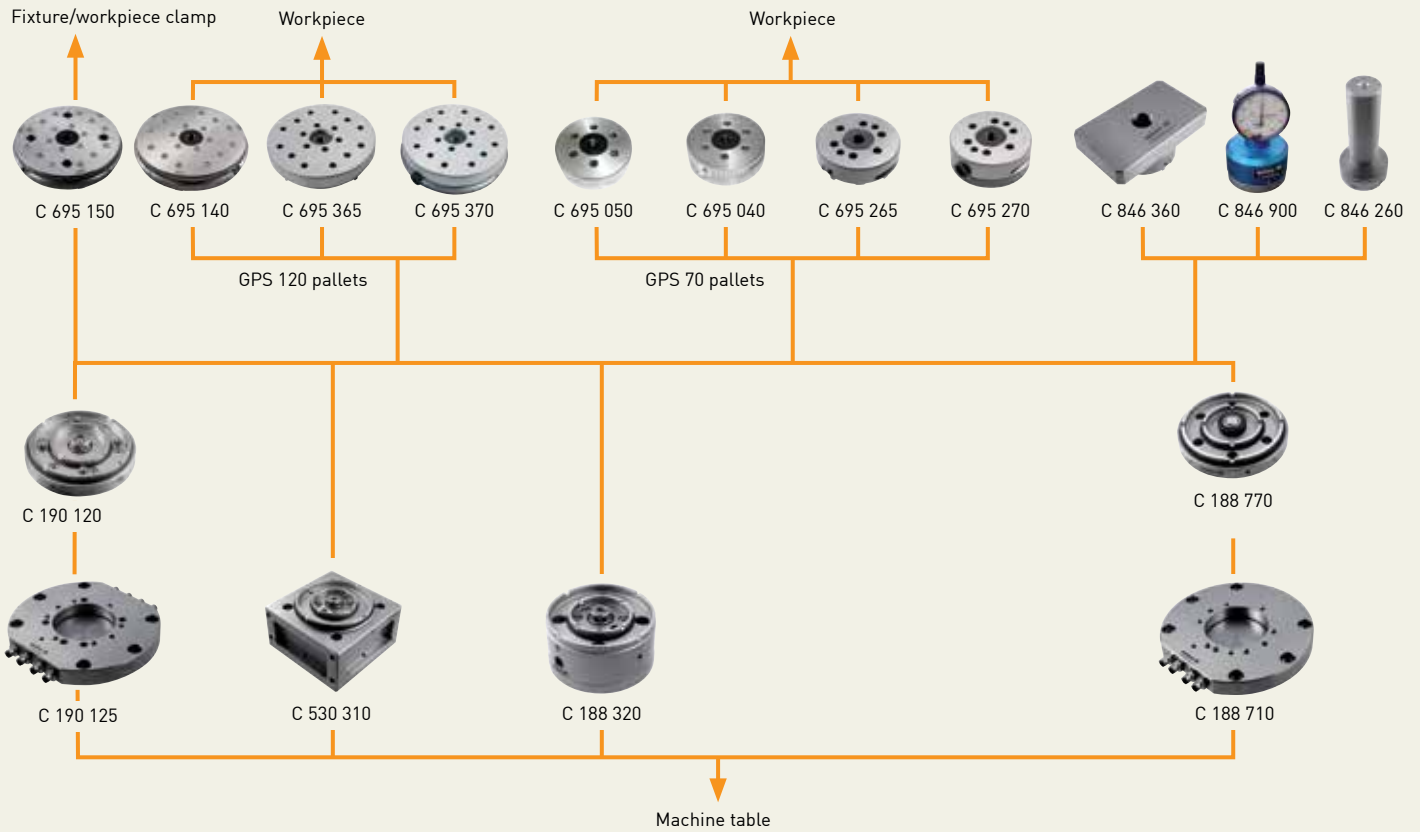 Fixture/workpiece clamp
Workpiece
Workpiece
C 695 150
C 695 140
C 695 365
C 695 370
C 695 050
C 695 040
C 695 265
C 695 270
C 846 360
C 846 900
C 846 260
GPS 120 pallets
GPS 70 pallets
C 190 120
C 188 770
C 190 125
C 530 310
C 188 320
C 188 710
Machine table